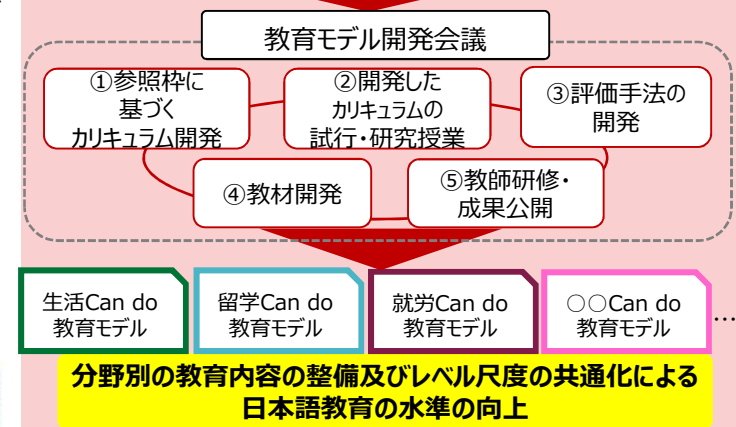 教育モデル開発会議
①参照枠に
基づく
カリキュラム開発
②開発した
カリキュラムの
試行・研究授業
③評価手法の
開発
④教材開発
⑤教師研修・
成果公開
生活Can do
教育モデル
留学Can do
教育モデル
就労Can do
教育モデル
○○Can do
教育モデル
…
分野別の教育内容の整備及びレベル尺度の共通化による
日本語教育の水準の向上